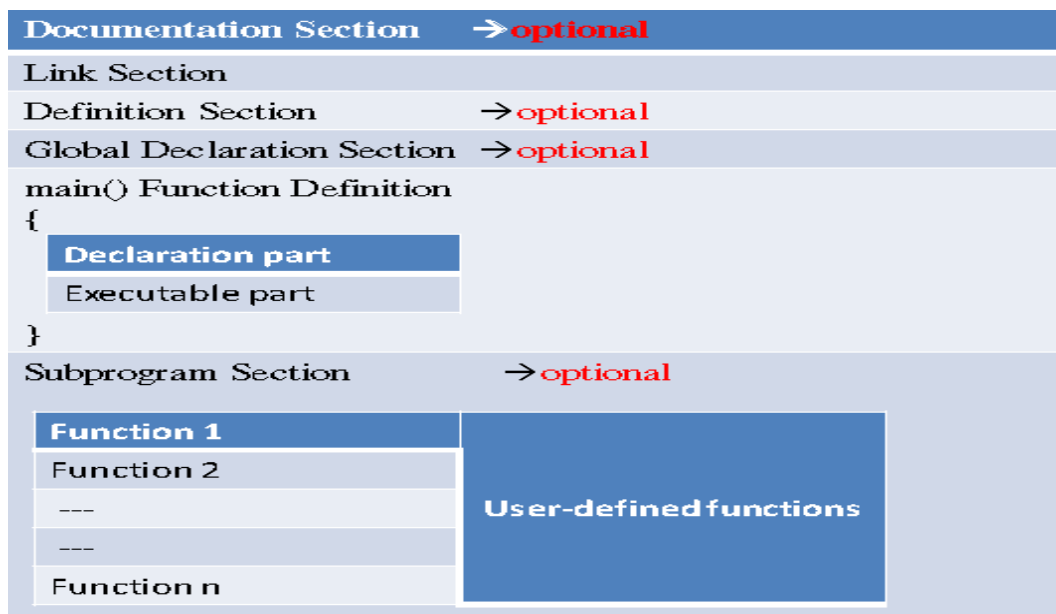 Documentation Section →optional
Link Section
Definition Section →optional
Global Declaration Section →optional
main() Function Definition
{
Declaration part
Executable part
}
Subprogram Section →optional
Function 1
Function 2
---
---
Function n
User-defined functions